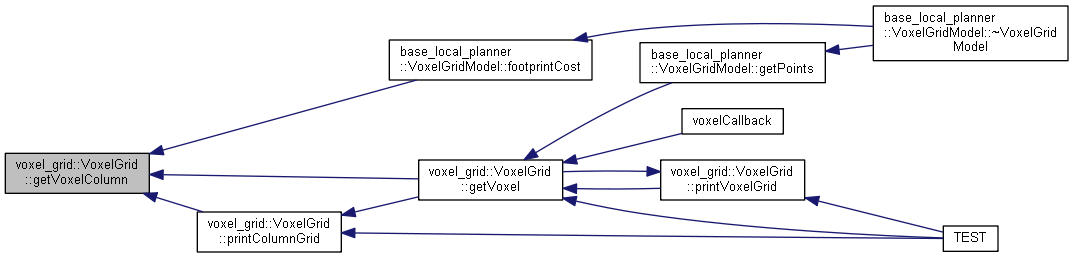 voxel_grid::VoxelGrid
::getVoxelColumn
base_local_planner
::VoxelGridModel::footprintCost
voxel_grid::VoxelGrid
::printColumnGrid
voxel_grid::VoxelGrid
::getVoxel
base_local_planner
::VoxelGridModel::getPoints
voxelCallback
voxel_grid::VoxelGrid
::printVoxelGrid
base_local_planner
::VoxelGridModel::~VoxelGrid
Model
TEST